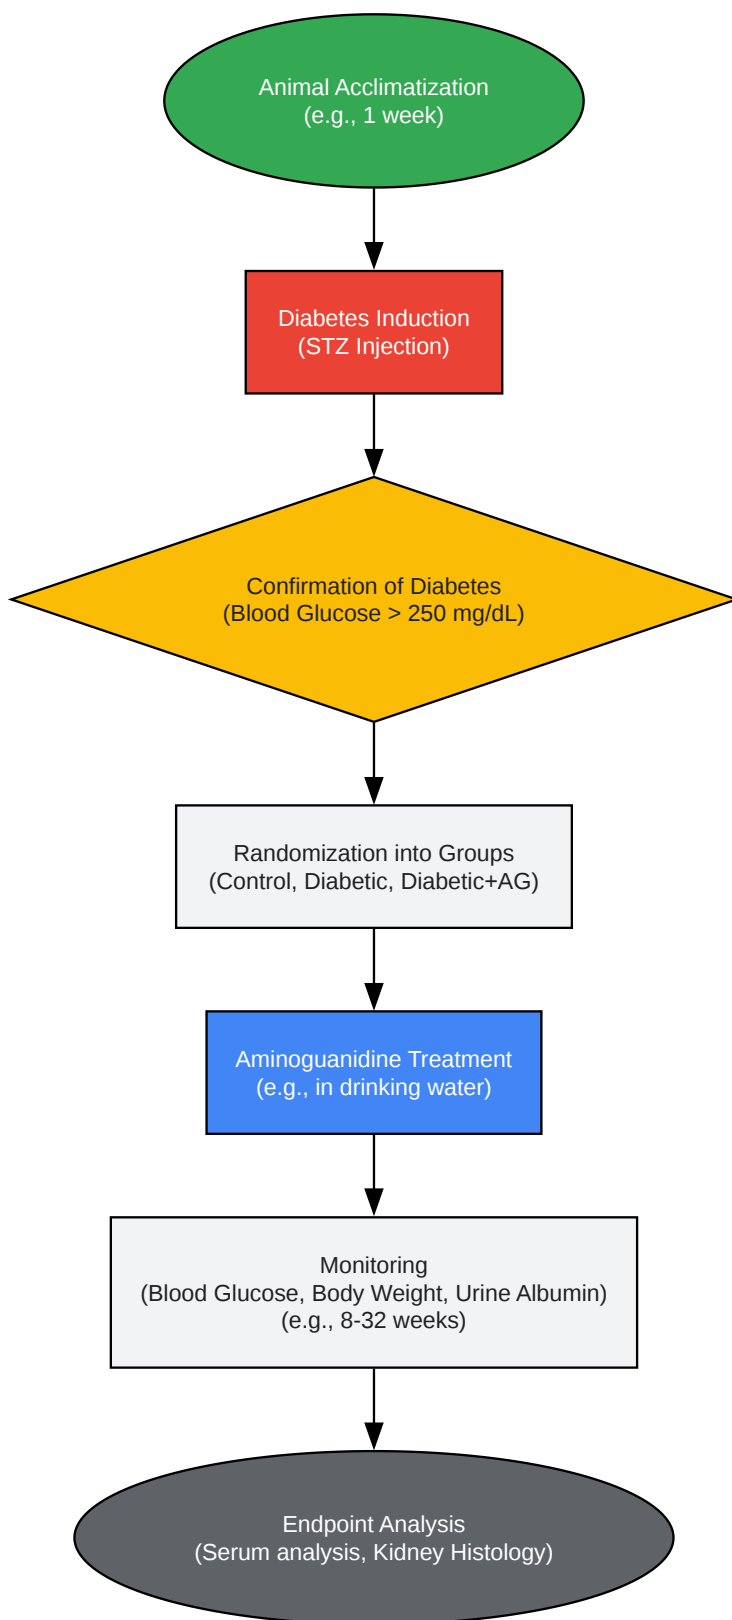 Animal Acclimatization
(e.g., 1 week)
Diabetes Induction
(STZ Injection)
Confirmation of Diabetes
(Blood Glucose > 250 mg/dL)
Randomization into Groups
(Control, Diabetic, Diabetic+AG)
Aminoguanidine Treatment
(e.g., in drinking water)
Monitoring
(Blood Glucose, Body Weight, Urine Albumin)
(e.g., 8-32 weeks)
Endpoint Analysis
(Serum analysis, Kidney Histology)